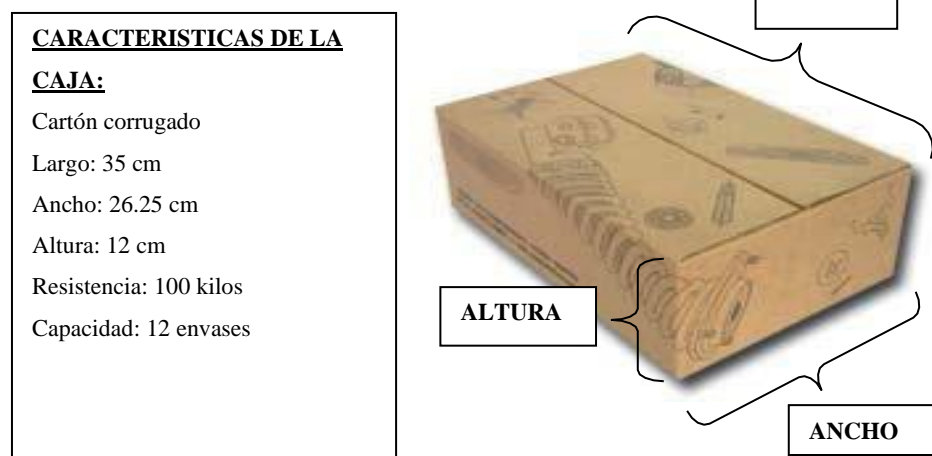 CARACTERISTICAS DE LA
CAJA:
Cartón corrugado
Largo: 35 cm
Ancho: 26.25 cm
Altura: 12 cm
Resistencia: 100 kilos
Capacidad: 12 envases
ALTURA
ANCHO